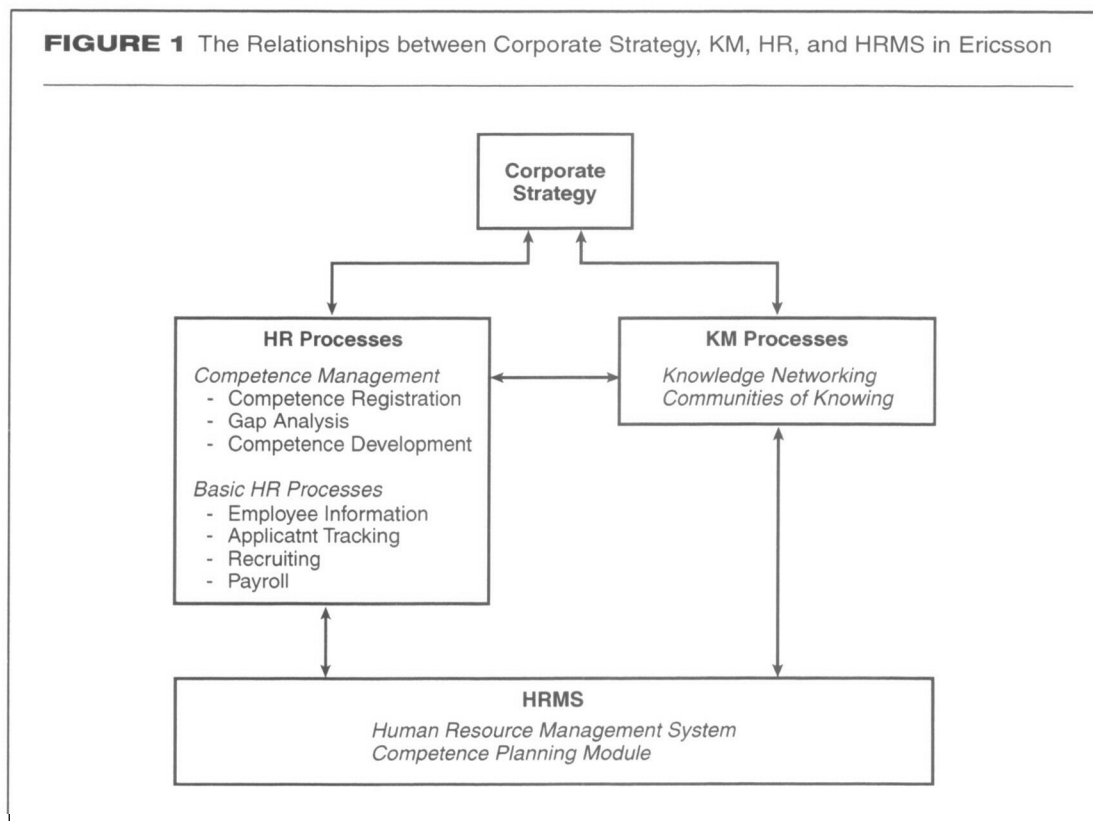 FIGURE 1 The Relationships between Corporate Strategy, KM, HR, and HRMS in Ericsson
Corporate
Strategy
HR Processes
Competence Management
- Competence Registration
- Gap Analysis
- Competence Development
Basic HR Processes
- Employee Information
- Applicatnt Tracking
- Recruiting
- Payroll
KM Processes
Knowledge Networking
Communities of Knowing
HRMS
Human Resource Management System
Competence Planning Module